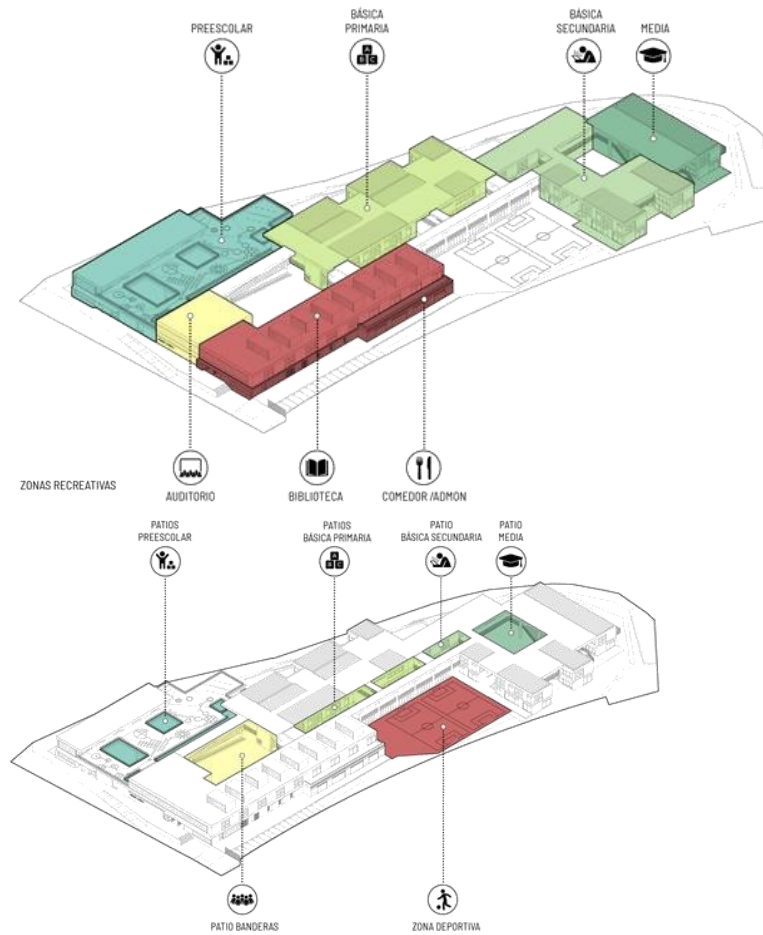 PREESCOLAR
BÁSICA
PRIMARIA
BÁSICA
SECUNDARIA
MEDIA
A
B C
ZONAS RECREATIVAS
AUDITORIO
BIBLIOTECA
COMEDOR /ADMON
PATIOS
PREESCOLAR
PATIOS
BÁSICA PRIMARIA
PATIO
BÁSICA SECUNDARIA
PATIO
MEDIA
A
B C
PATIO BANDERAS
ZONA DEPORTIVA